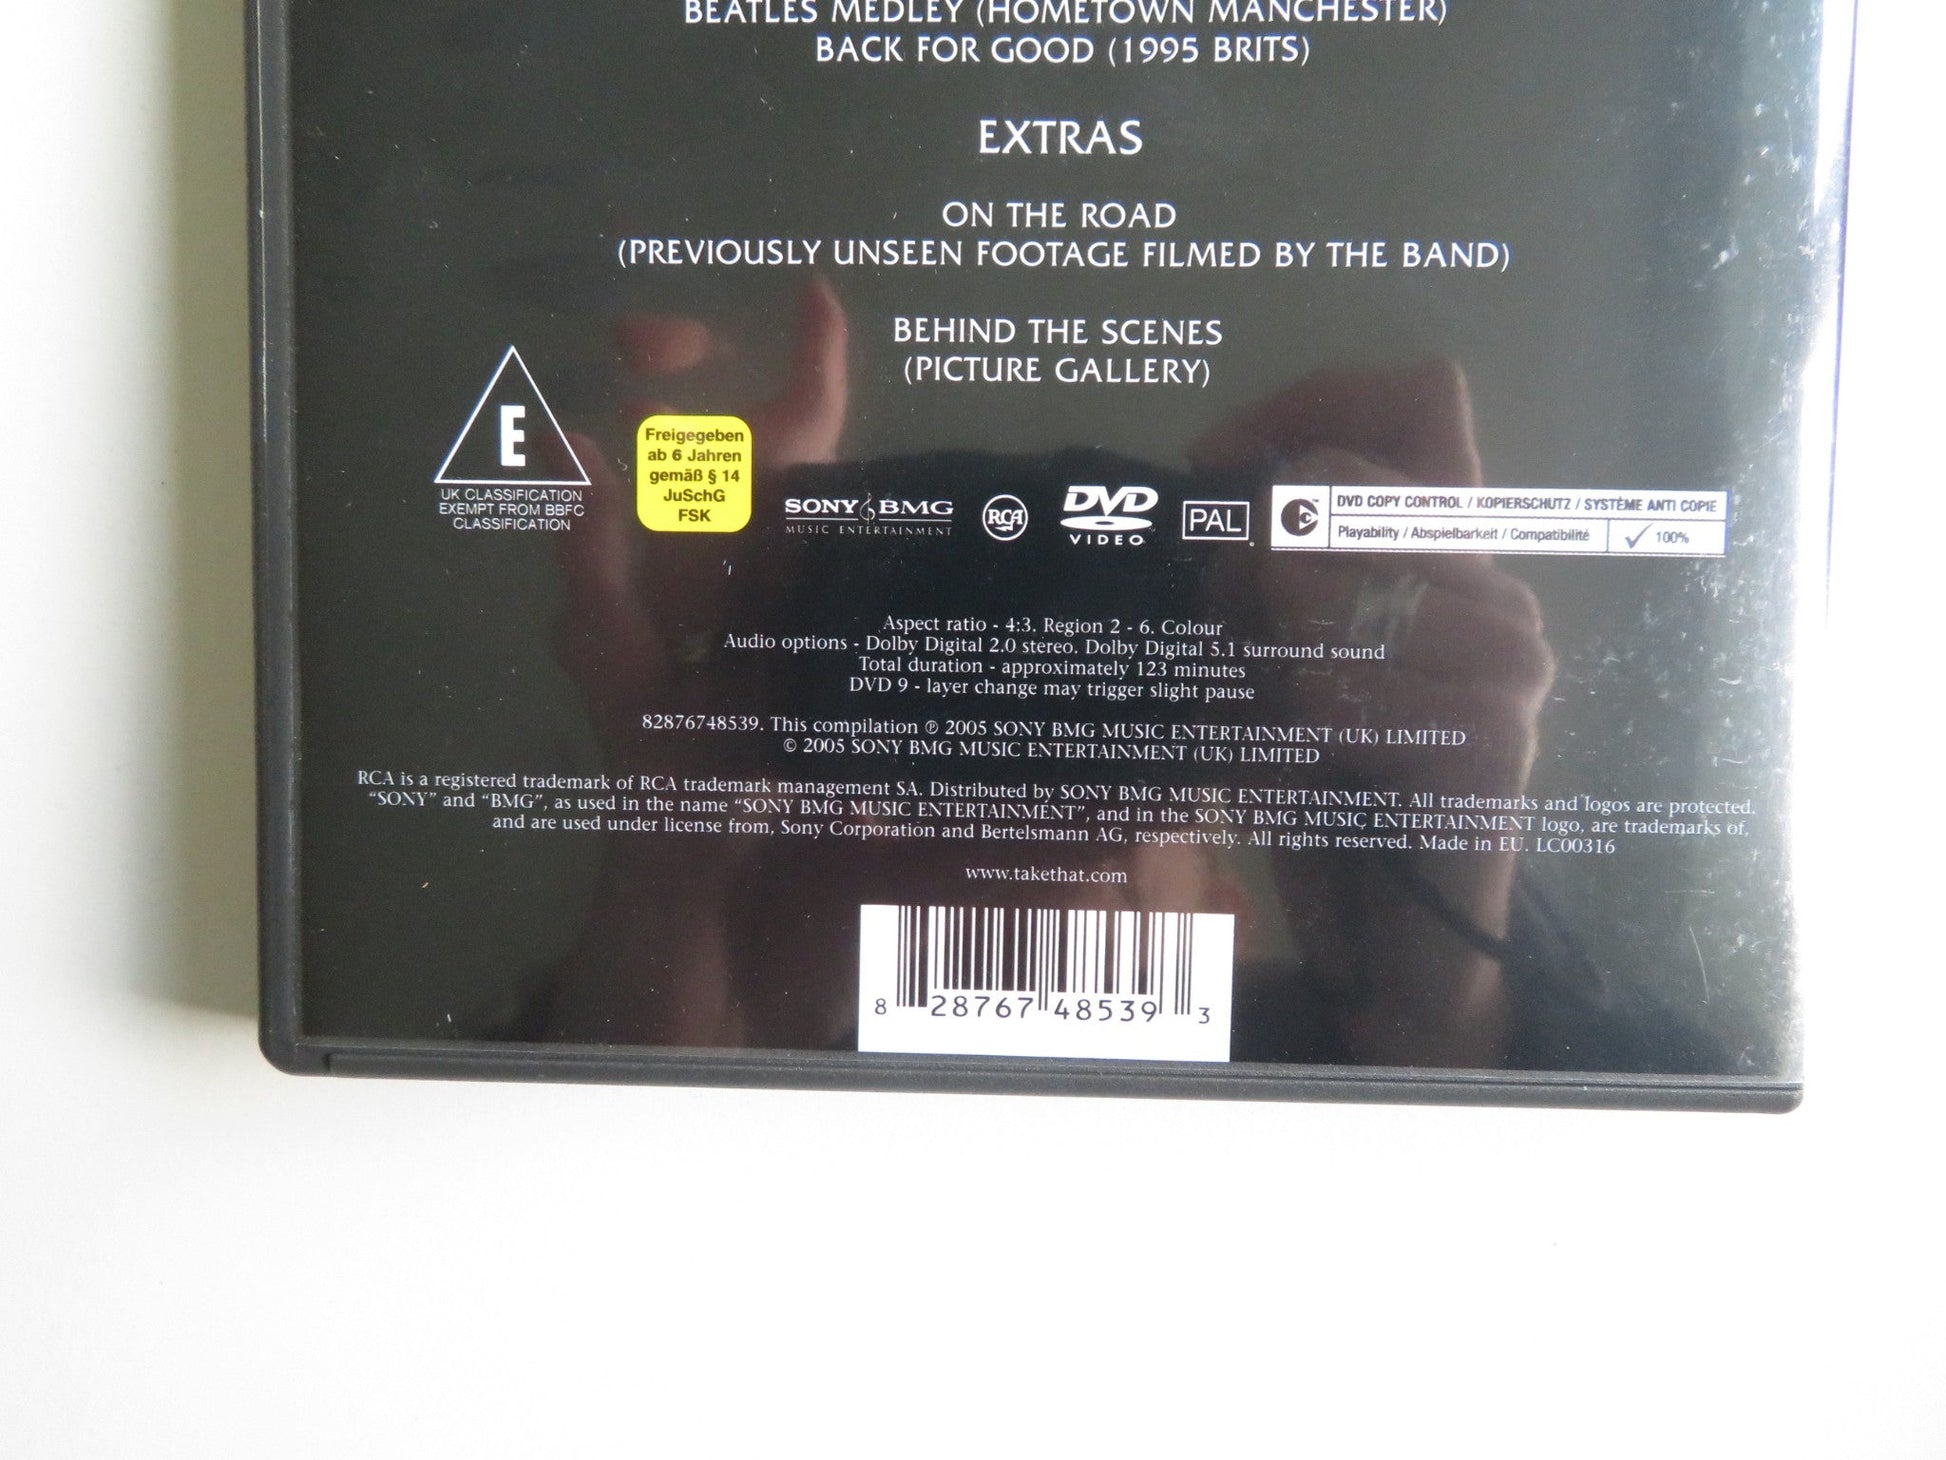 BEATLES MEDLEY (HOMETOWN MANCHESTER)
BACK FOR GOOD (1995 BRITS)
EXTRAS
ON THE ROAD
(PREVIOUSLY UNSEEN FOOTAGE FILMED BY THE BAND)
BEHIND THE SCENES
(PICTURE GALLERY)
E
UK CLASSIFICATION
EXEMPT FROM BBFC
CLASSIFICATION
Freigegeben
ab 6 Jahren
gemäß § 14
JuSchG
FSK
SONY BMG
MUSIC ENTERTAINMENT
RCA
DVD
VIDEO
PAL
DVD COPY CONTROL / KOPIERSCHUTZ / SYSTÈME ANTI COPIE
Playability / Abspielbarkeit / Compatibilité ✓ 100%
Aspect ratio - 4:3. Region 2 - 6. Colour
Audio options - Dolby Digital 2.0 stereo. Dolby Digital 5.1 surround sound
Total duration - approximately 123 minutes
DVD 9 - layer change may trigger slight pause
82876748539. This compilation ℗ 2005 SONY BMG MUSIC ENTERTAINMENT (UK) LIMITED
© 2005 SONY BMG MUSIC ENTERTAINMENT (UK) LIMITED
RCA is a registered trademark of RCA trademark management SA. Distributed by SONY BMG MUSIC ENTERTAINMENT. All trademarks and logos are protected.
“SONY” and “BMG”, as used in the name “SONY BMG MUSIC ENTERTAINMENT”, and in the SONY BMG MUSIC ENTERTAINMENT logo, are trademarks of,
and are used under license from, Sony Corporation and Bertelsmann AG, respectively. All rights reserved. Made in EU. LC00316
www.takethat.com
8 28767 48539 3